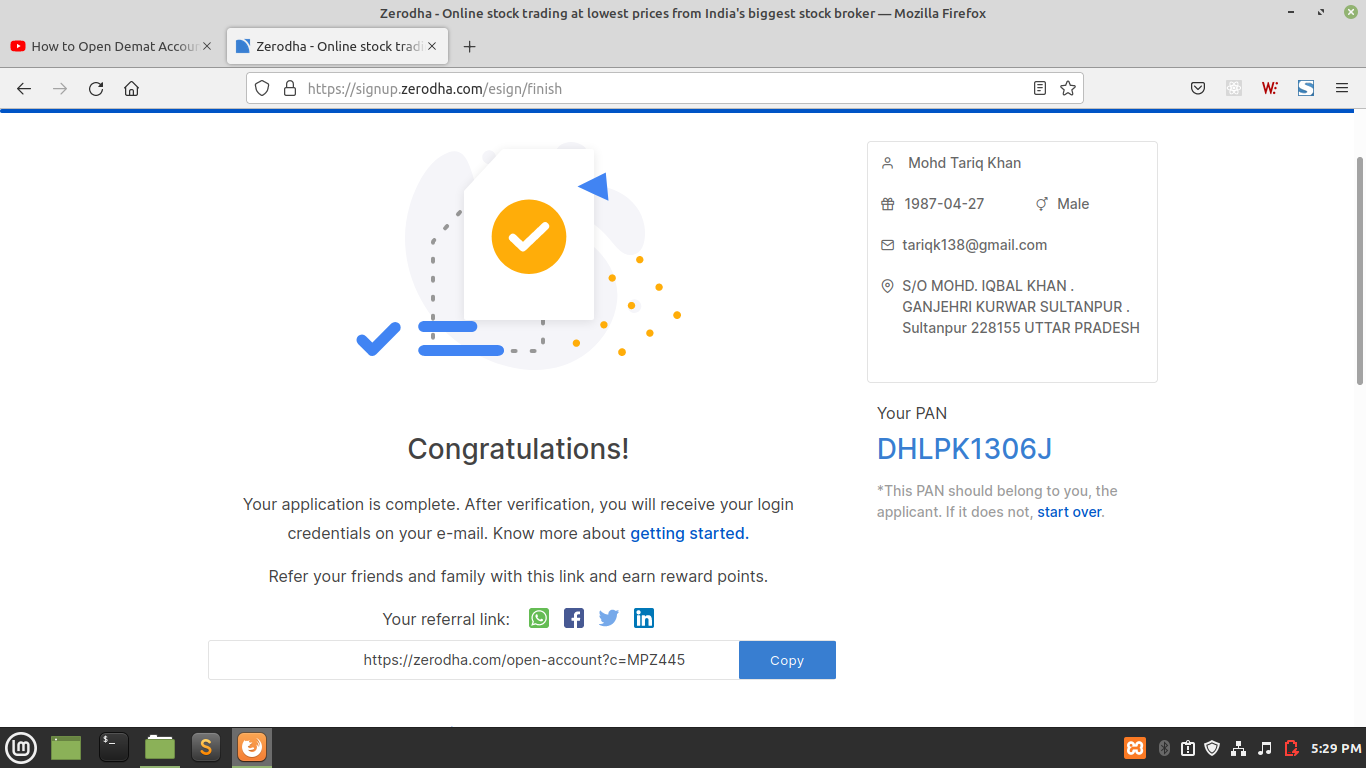 Zerodha - Online stock trading at lowest prices from India's biggest stock broker — Mozilla Firefox
How to Open Demat Accou
Zerodha - Online stock tradi
https://signup.zerodha.com/esign/finish
Mohd Tariq Khan
1987-04-27 Male
tariqk138@gmail.com
S/O MOHD. IQBAL KHAN .
GANJEHRI KURWAR SULTANPUR .
Sultanpur 228155 UTTAR PRADESH
Your PAN
DHLPK1306J
*This PAN should belong to you, the
applicant. If it does not, start over.
Congratulations!
Your application is complete. After verification, you will receive your login
credentials on your e-mail. Know more about getting started.
Refer your friends and family with this link and earn reward points.
Your referral link:
https://zerodha.com/open-account?c=MPZ445
Copy
5:29 PM